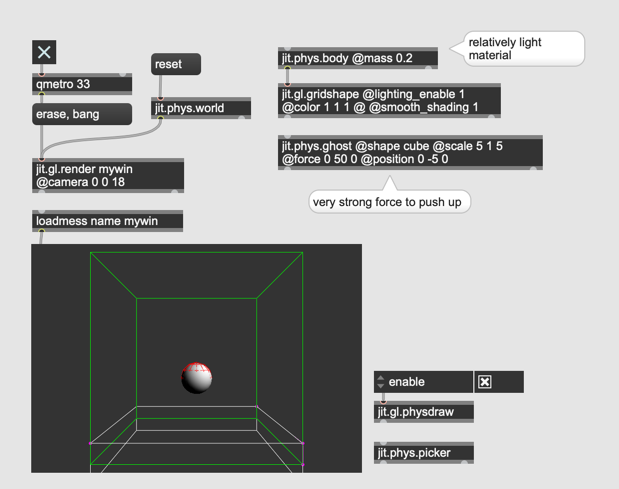 qmetro 33
erase, bang
reset
jit.phys.world
jit.gl.render mywin
@camera 0 0 18
loadmess name mywin
jit.phys.body @mass 0.2
relatively light
material
jit.gl.gridshape @lighting_enable 1
@color 1 1 1 @ @smooth_shading 1
jit.phys.ghost @shape cube @scale 5 1 5
@force 0 50 0 @position 0 -5 0
very strong force to push up
enable
jit.gl.physdraw
jit.phys.picker